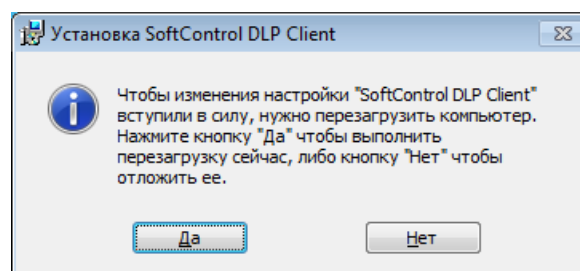 Установка SoftControl DLP Client
Чтобы изменения настройки "SoftControl DLP Client"
вступили в силу, нужно перезагрузить компьютер.
Нажмите кнопку "Да" чтобы выполнить
перезагрузку сейчас, либо кнопку "Нет" чтобы
отложить ее.
Да
Нет